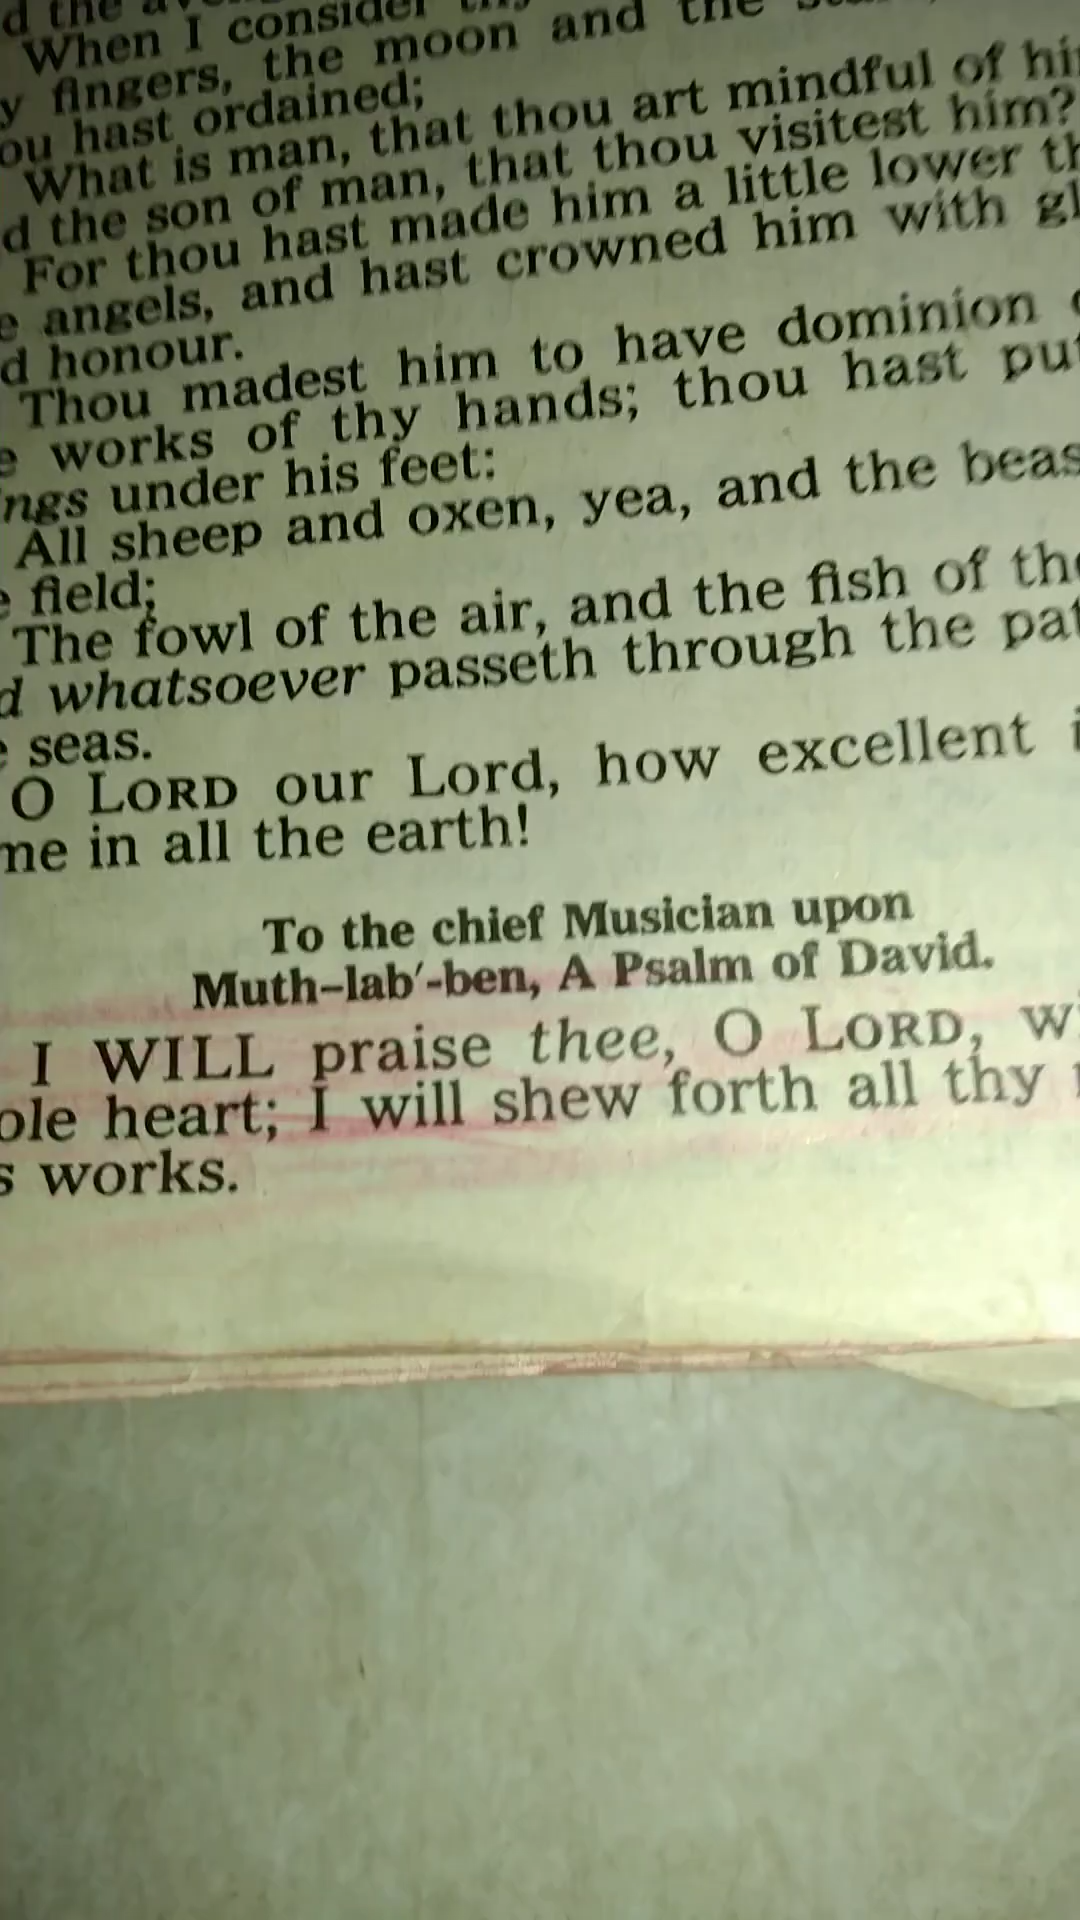 d the
When I consider
y fingers, the moon and the
ou hast ordained;
What is man, that thou art mindful of hi
d the son of man, that thou visitest him?
For thou hast made him a little lower th
e angels, and hast crowned him with gl
d honour.
Thou madest him to have dominion
e works of thy hands; thou hast put
ngs under his feet:
All sheep and oxen, yea, and the beas
e field;
The fowl of the air, and the fish of the
d whatsoever passeth through the pat
e seas.
O LORD our Lord, how excellent i
me in all the earth!
To the chief Musician upon
Muth-lab′-ben, A Psalm of David.
I WILL praise thee, O LORD, wi
ole heart; I will shew forth all thy
s works.